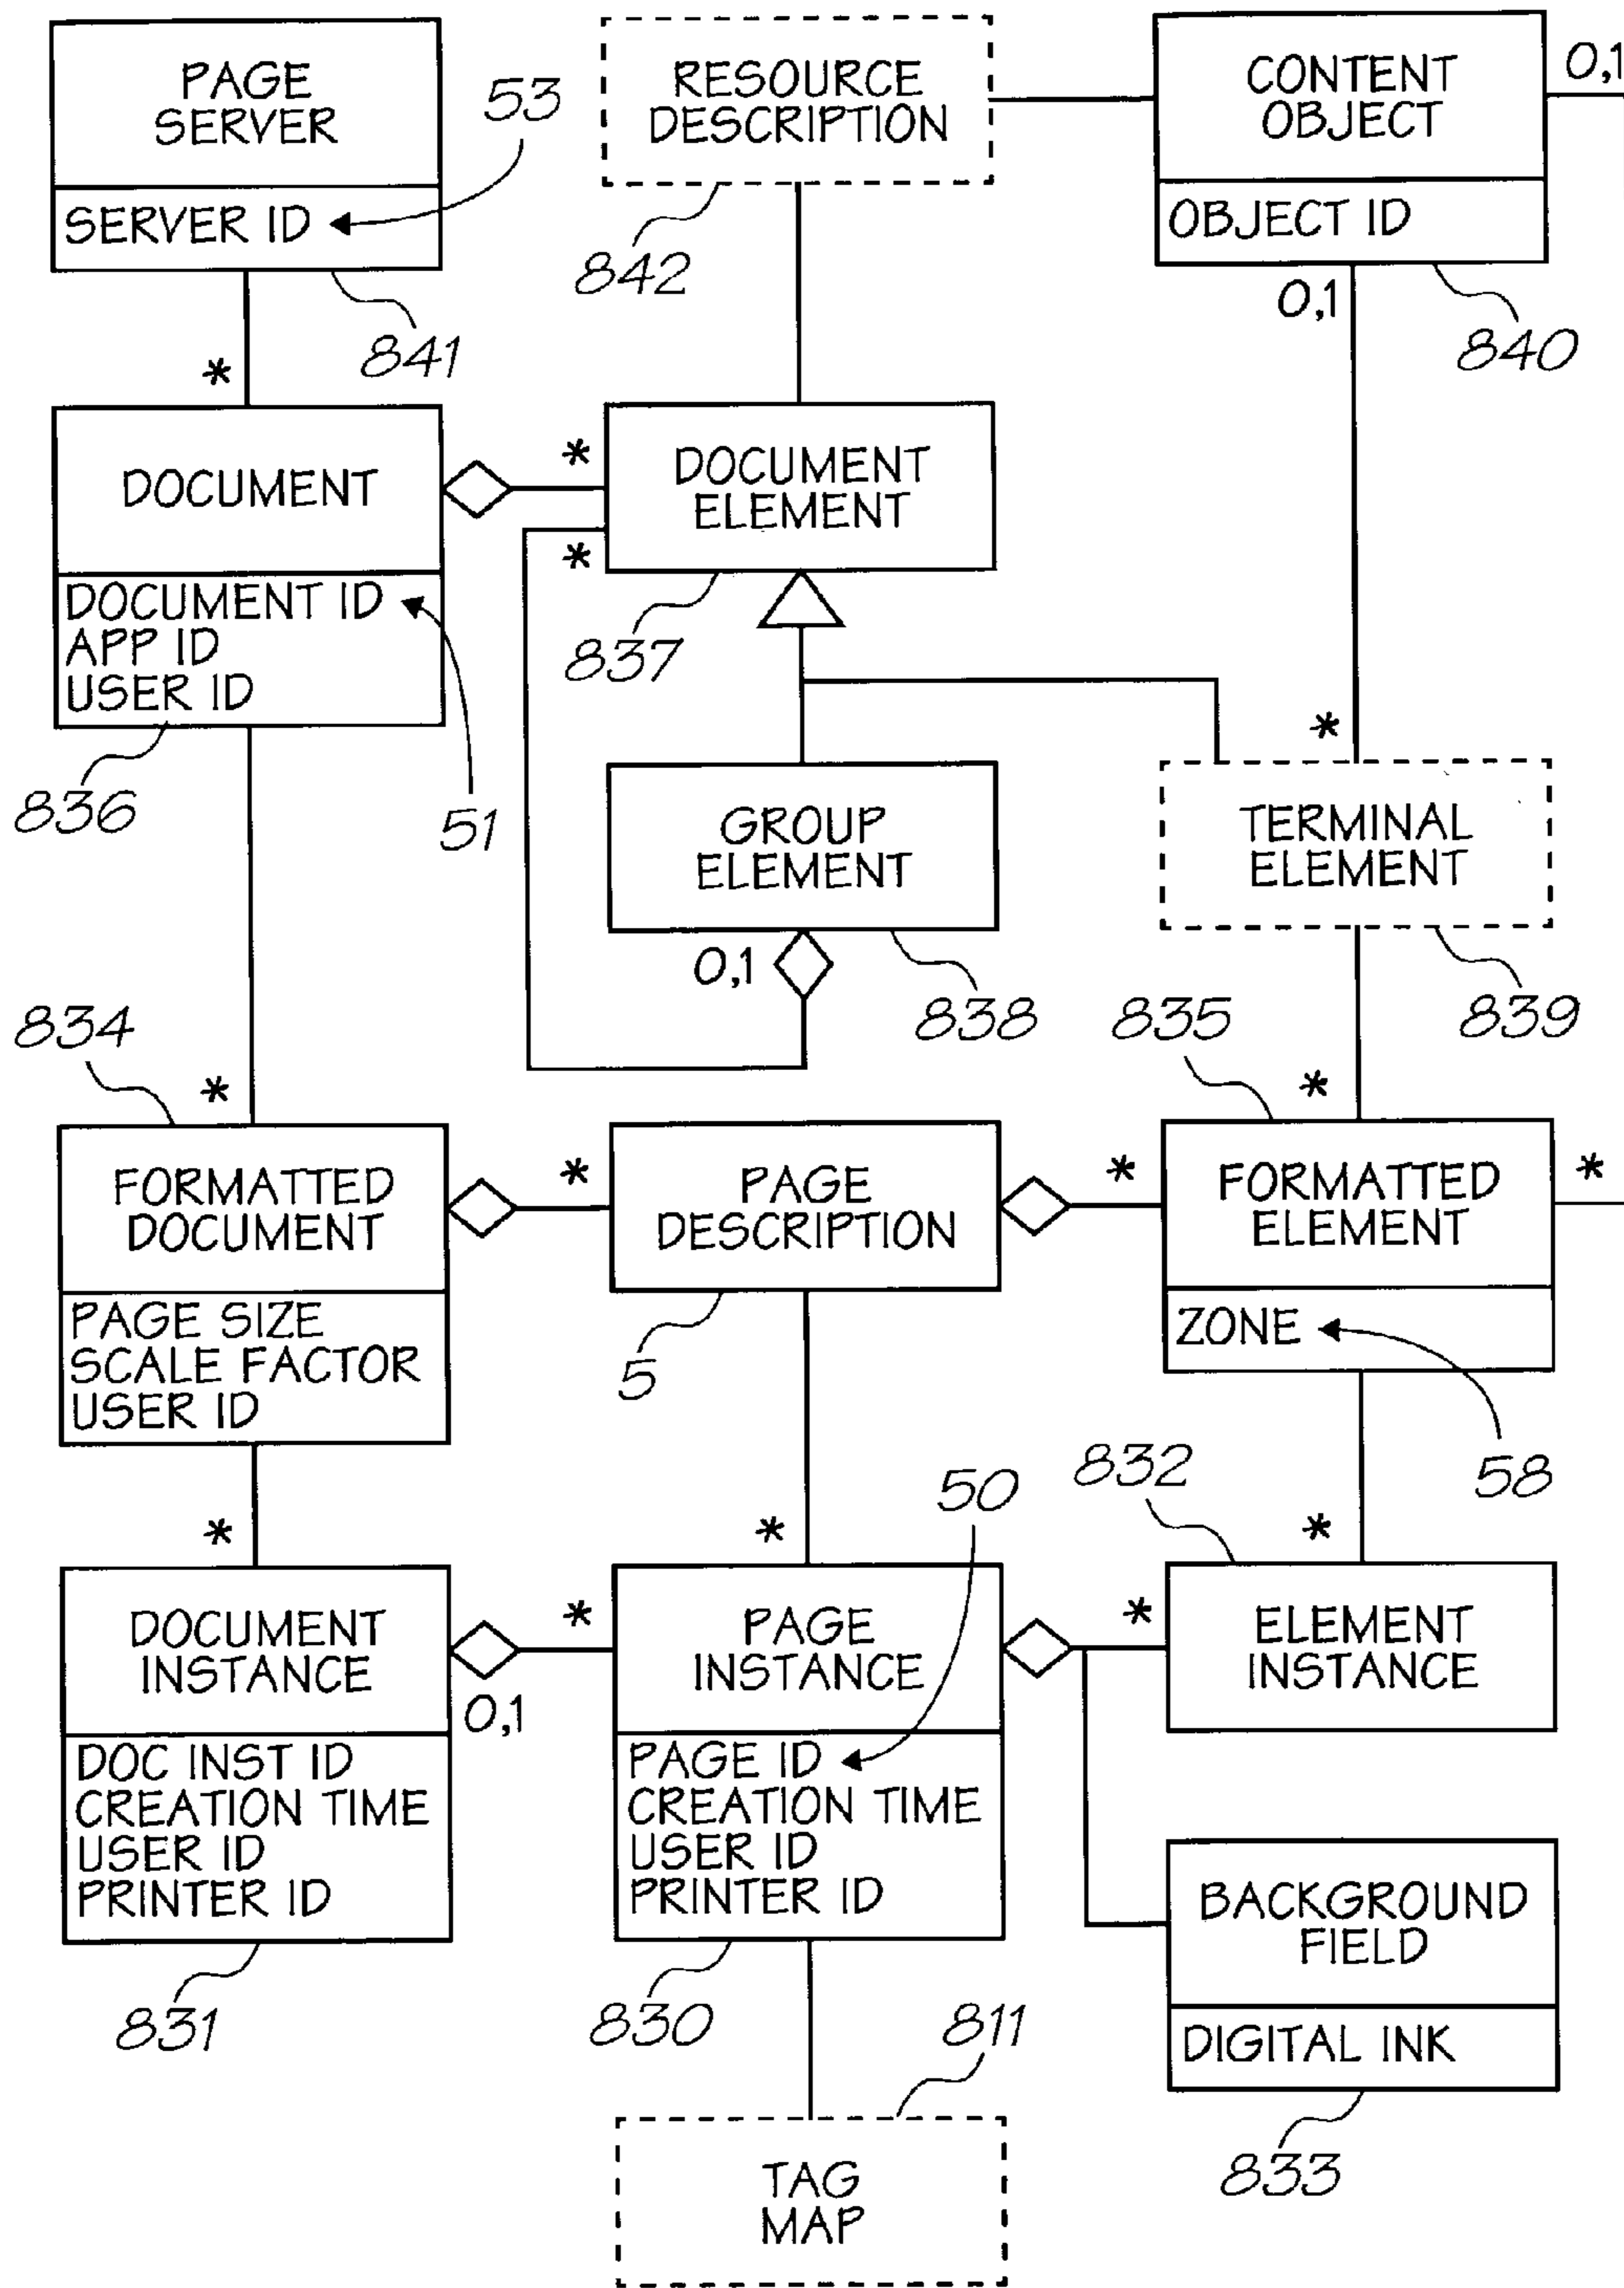 PAGE
SERVER
SERVER ID
53
841
RESOURCE
DESCRIPTION
842
CONTENT
OBJECT
OBJECT ID
0,1
0,1
840
*
DOCUMENT
DOCUMENT ID
APP ID
USER ID
836
51
*
*
DOCUMENT
ELEMENT
837
GROUP
ELEMENT
0,1
838
*
TERMINAL
ELEMENT
839
834
*
FORMATTED
DOCUMENT
PAGE SIZE
SCALE FACTOR
USER ID
*
PAGE
DESCRIPTION
5
835
*
*
FORMATTED
ELEMENT
*
ZONE
58
*
DOCUMENT
INSTANCE
0,1
DOC INST ID
CREATION TIME
USER ID
PRINTER ID
831
*
*
50
PAGE
INSTANCE
PAGE ID
CREATION TIME
USER ID
PRINTER ID
830
832
*
*
ELEMENT
INSTANCE
BACKGROUND
FIELD
DIGITAL INK
833
811
TAG
MAP